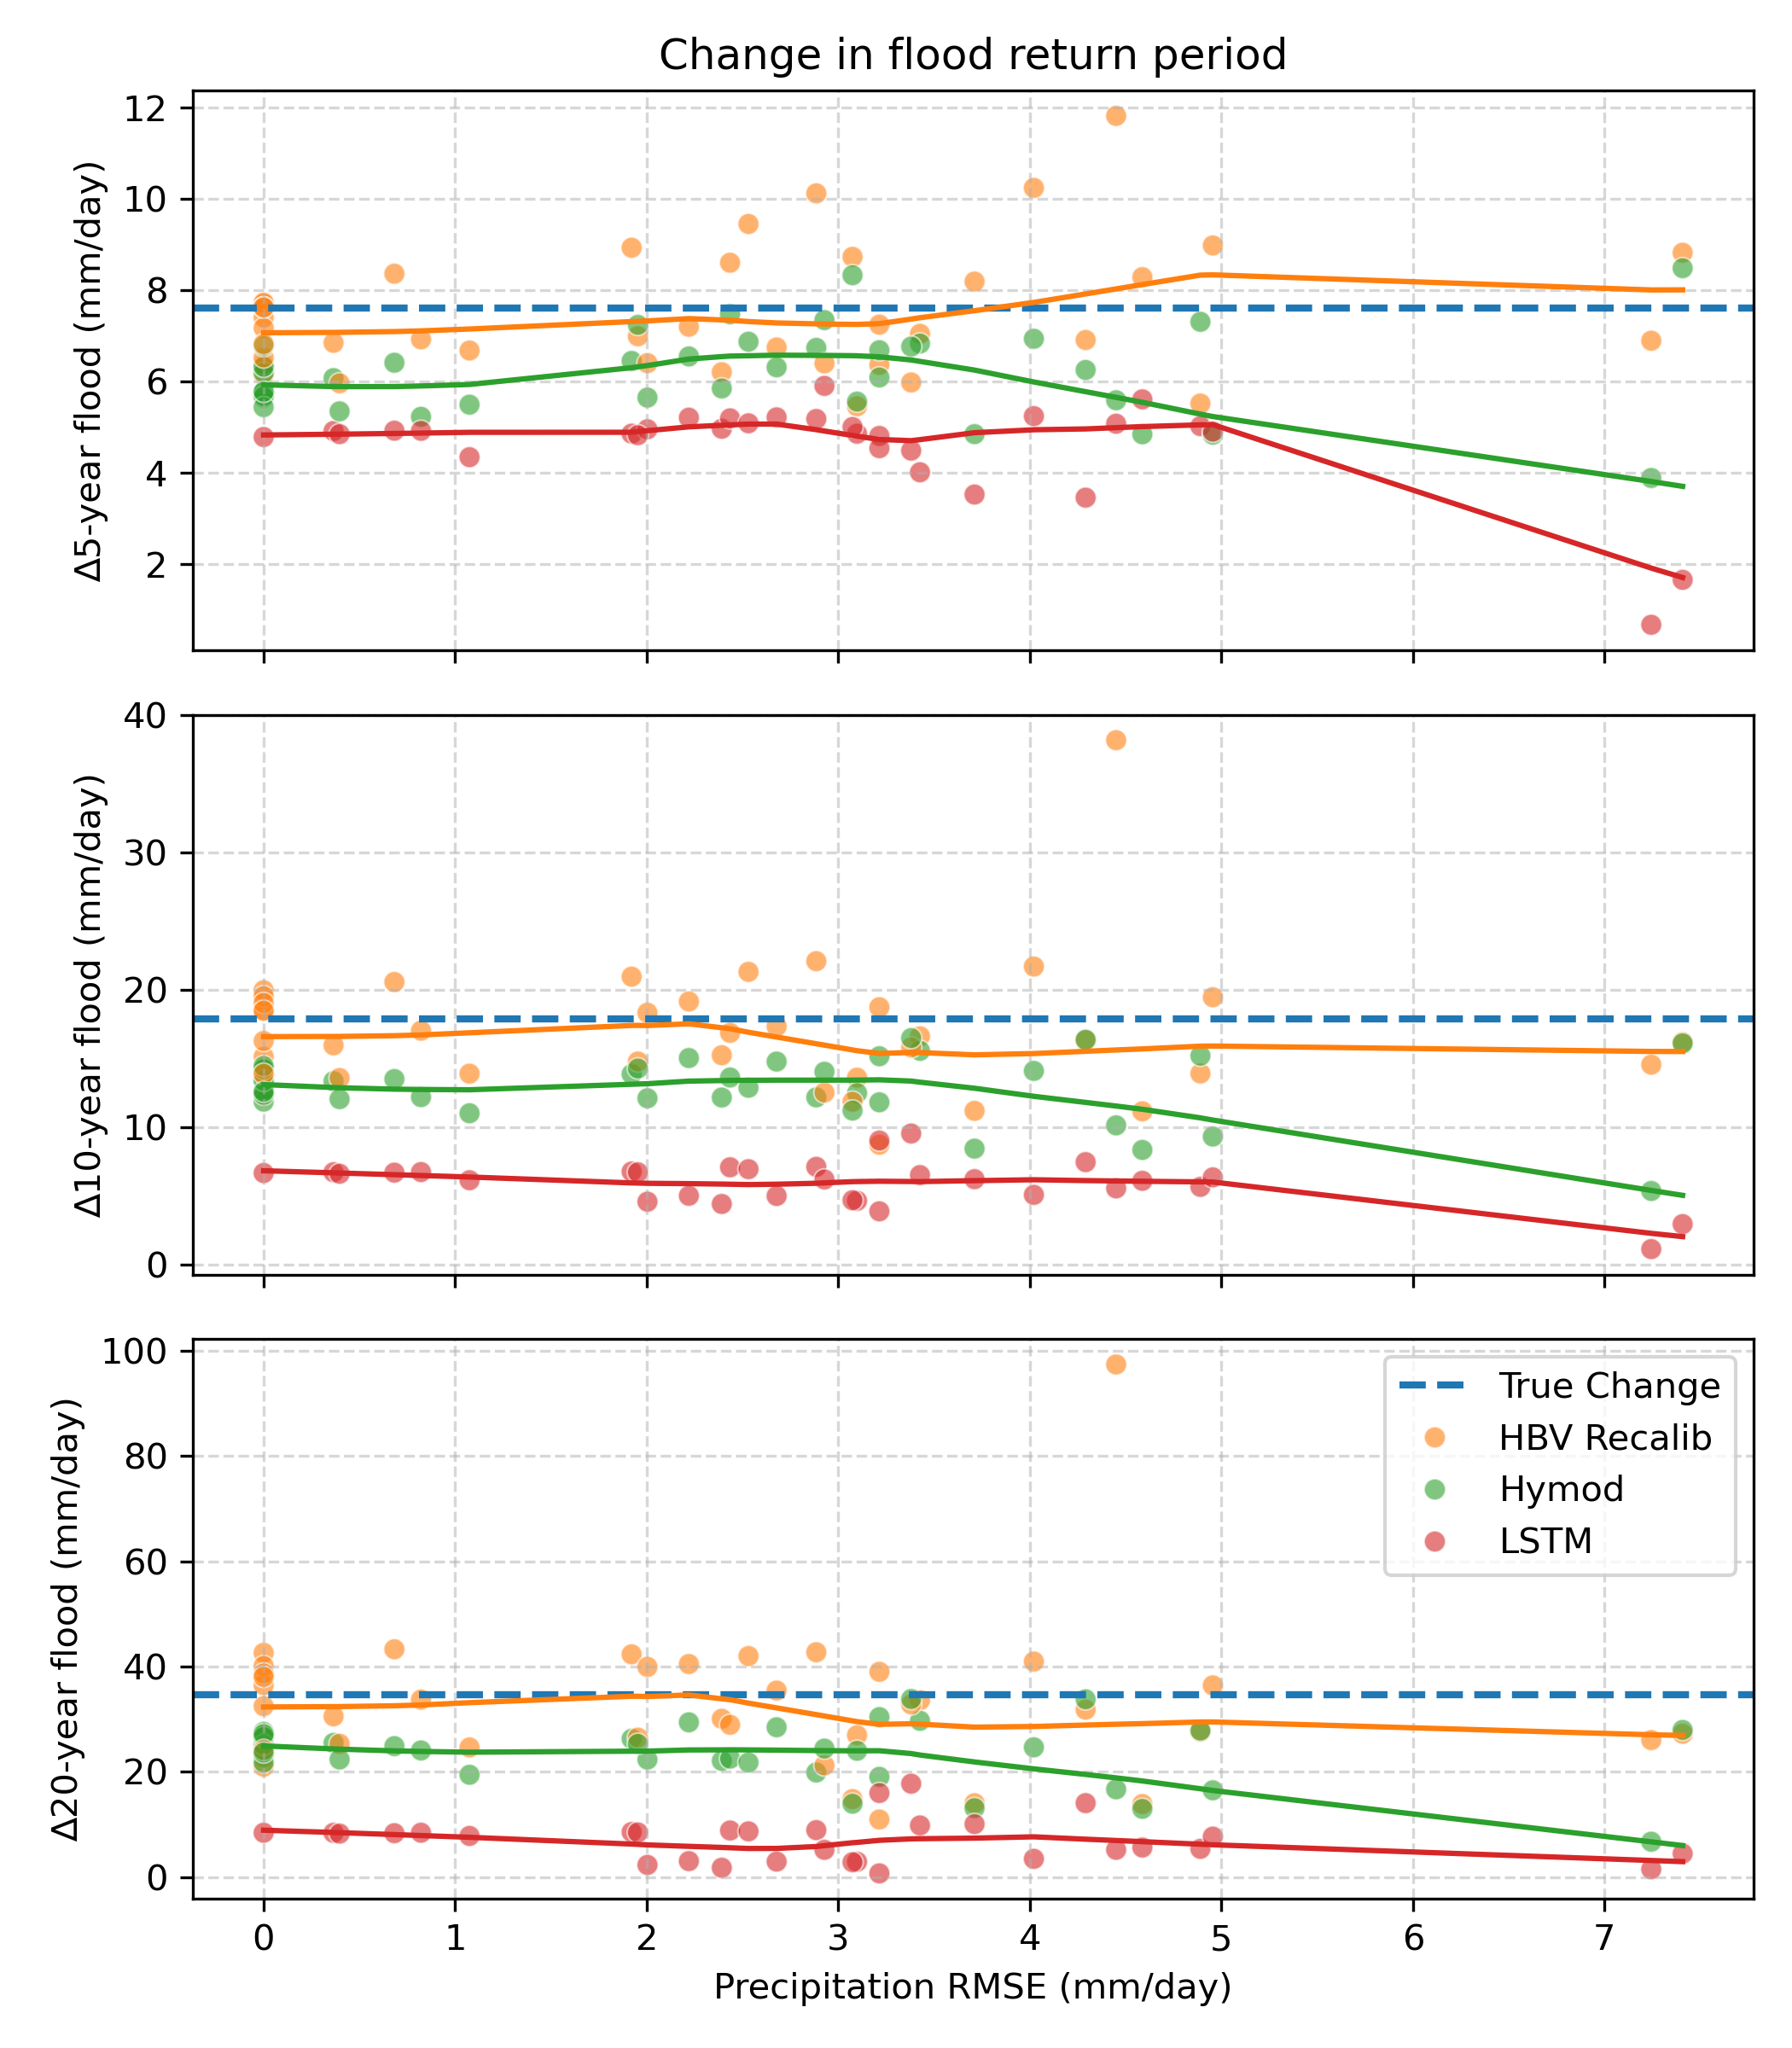 Change in flood return period
12
10
8
6
4
2
Δ5-year flood (mm/day)
40
30
20
10
0
Δ10-year flood (mm/day)
100
80
60
40
20
0
Δ20-year flood (mm/day)
True Change
HBV Recalib
Hymod
LSTM
0 1 2 3 4 5 6 7
Precipitation RMSE (mm/day)